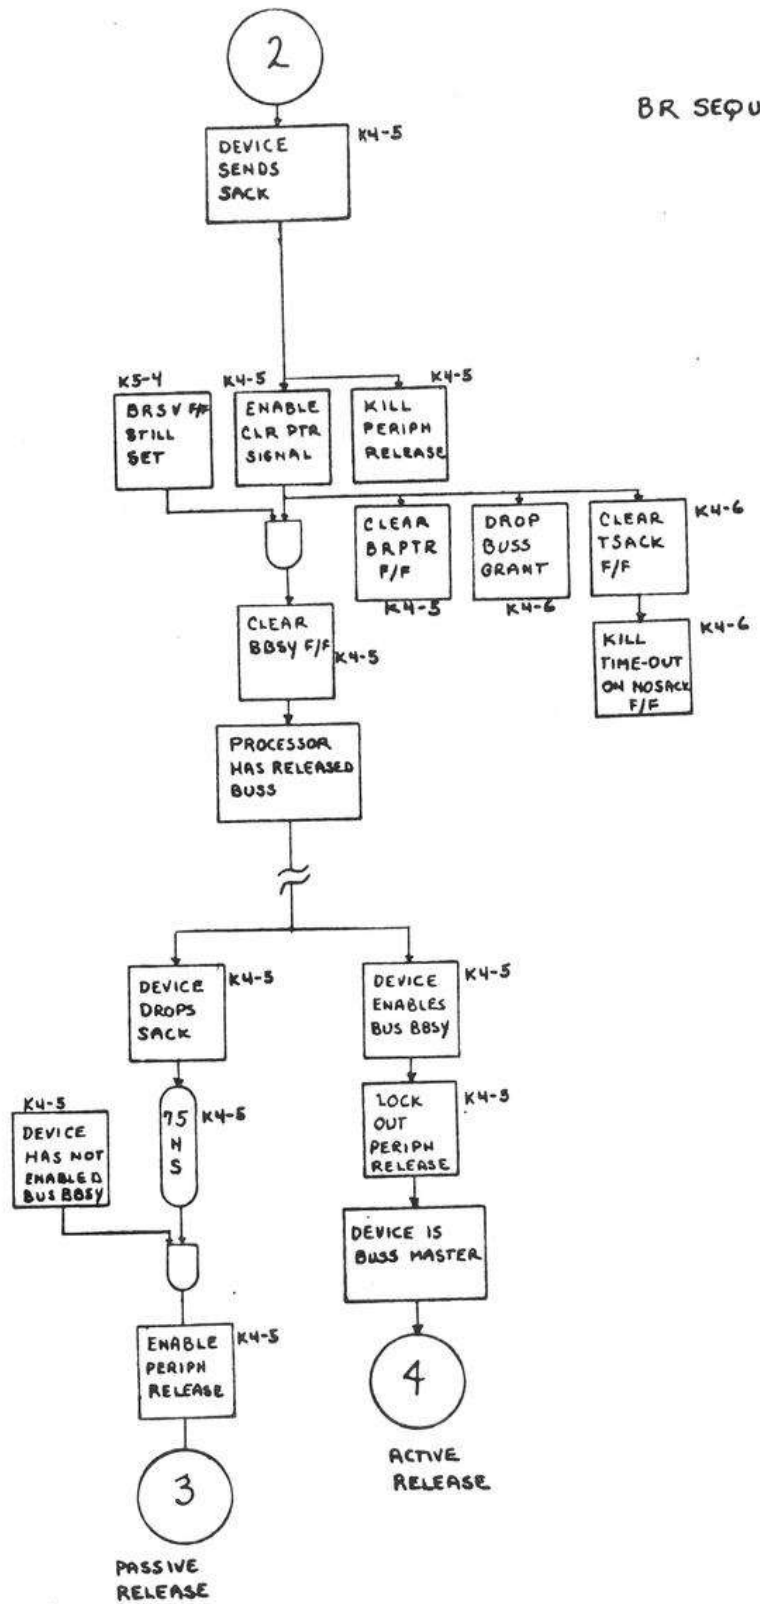 2
BR SEQU
K4-5
DEVICE
SENDS
SACK
K5-4
BRSV F/F
STILL
SET
K4-5
ENABLE
CLR PTR
SIGNAL
K4-5
KILL
PERIPH
RELEASE
CLEAR
BRPTR
F/F
K4-5
DROP
BUSS
GRANT
K4-6
K4-6
CLEAR
TSACK
F/F
K4-6
KILL
TIME-OUT
ON NOSACK
F/F
CLEAR
BBSY F/F
K4-5
PROCESSOR
HAS RELEASED
BUSS
K4-5
DEVICE
DROPS
SACK
K4-5
DEVICE
ENABLES
BUS BBSY
K4-5
75
N
S
K4-5
DEVICE
HAS NOT
ENABLED
BUS BBSY
K4-5
LOCK
OUT
PERIPH
RELEASE
DEVICE IS
BUSS MASTER
K4-5
ENABLE
PERIPH
RELEASE
4
ACTIVE
RELEASE
3
PASSIVE
RELEASE